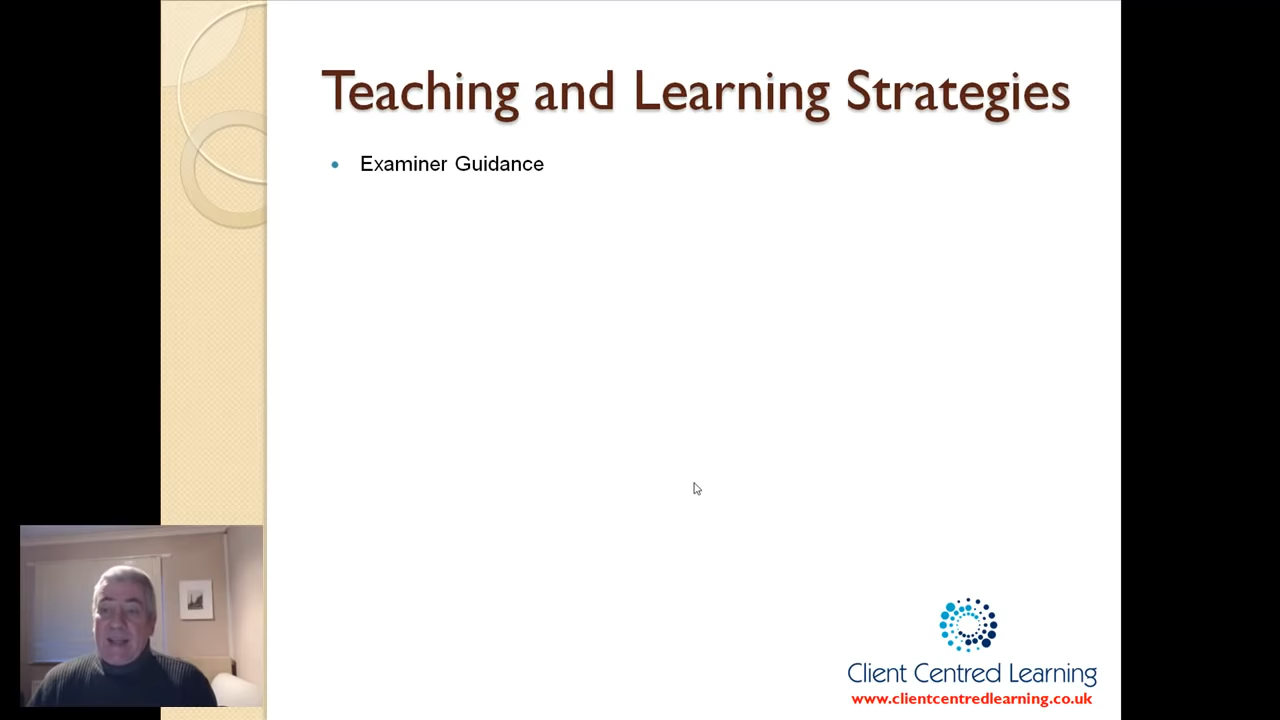 Teaching and Learning Strategies
• Examiner Guidance
Client Centred Learning
www.clientcentredlearning.co.uk